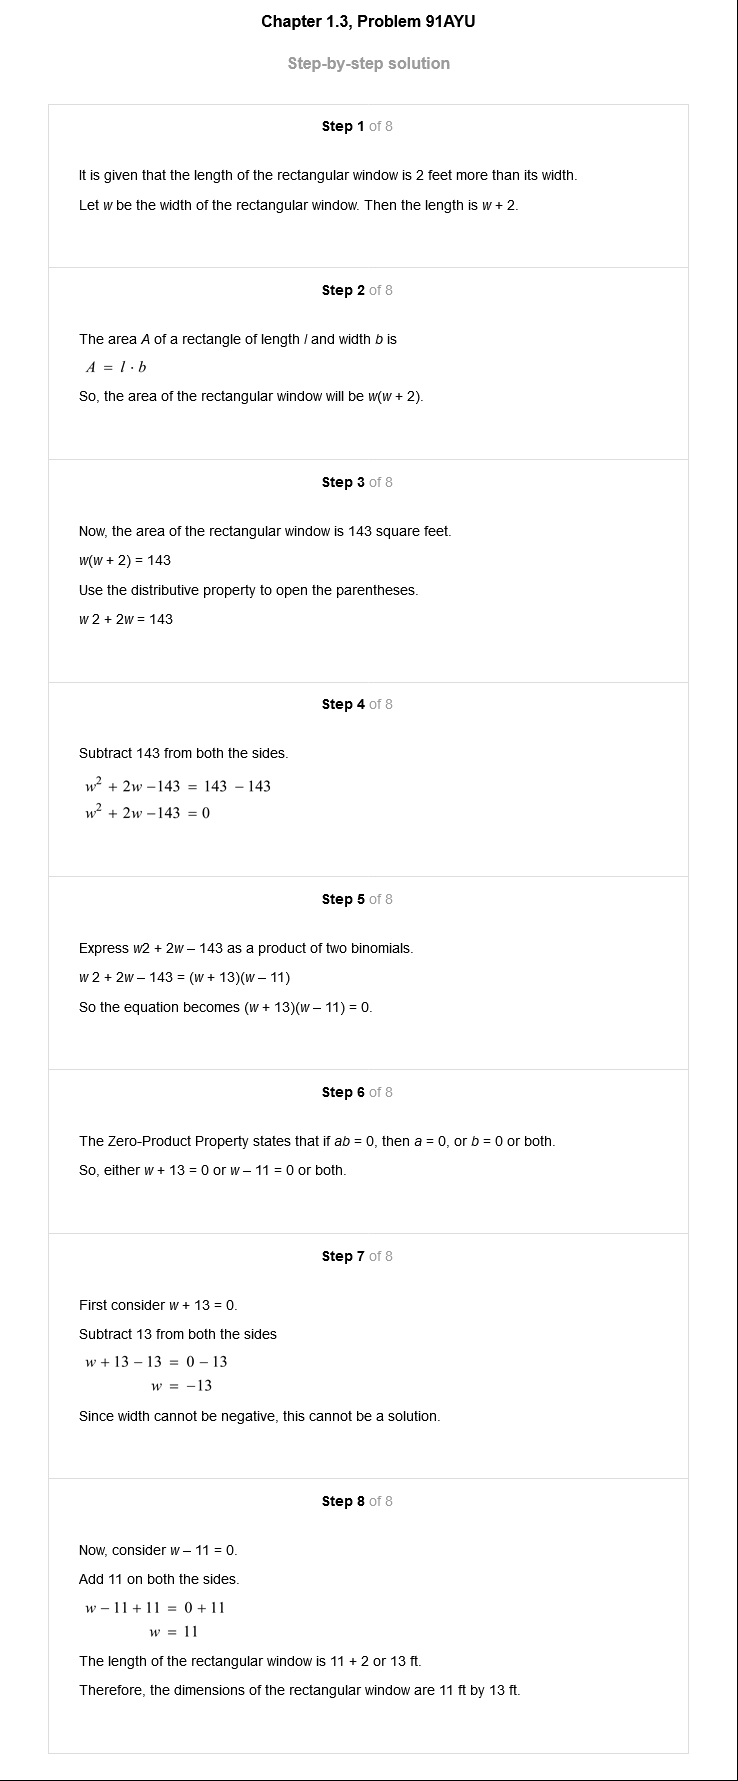 Chapter 1.3, Problem 91AYU
Step-by-step solution
Step 1 of 8
It is given that the length of the rectangular window is 2 feet more than its width.
Let w be the width of the rectangular window. Then the length is w + 2.
Step 2 of 8
The area A of a rectangle of length l and width b is
A = l · b
So, the area of the rectangular window will be w(w + 2).
Step 3 of 8
Now, the area of the rectangular window is 143 square feet.
w(w + 2) = 143
Use the distributive property to open the parentheses.
w 2 + 2w = 143
Step 4 of 8
Subtract 143 from both the sides.
w² + 2w − 143 = 143 − 143
w² + 2w − 143 = 0
Step 5 of 8
Express w2 + 2w – 143 as a product of two binomials.
w 2 + 2w – 143 = (w + 13)(w – 11)
So the equation becomes (w + 13)(w – 11) = 0.
Step 6 of 8
The Zero-Product Property states that if ab = 0, then a = 0, or b = 0 or both.
So, either w + 13 = 0 or w – 11 = 0 or both.
Step 7 of 8
First consider w + 13 = 0.
Subtract 13 from both the sides
w + 13 − 13 = 0 − 13
w = −13
Since width cannot be negative, this cannot be a solution.
Step 8 of 8
Now, consider w – 11 = 0.
Add 11 on both the sides.
w − 11 + 11 = 0 + 11
w = 11
The length of the rectangular window is 11 + 2 or 13 ft.
Therefore, the dimensions of the rectangular window are 11 ft by 13 ft.